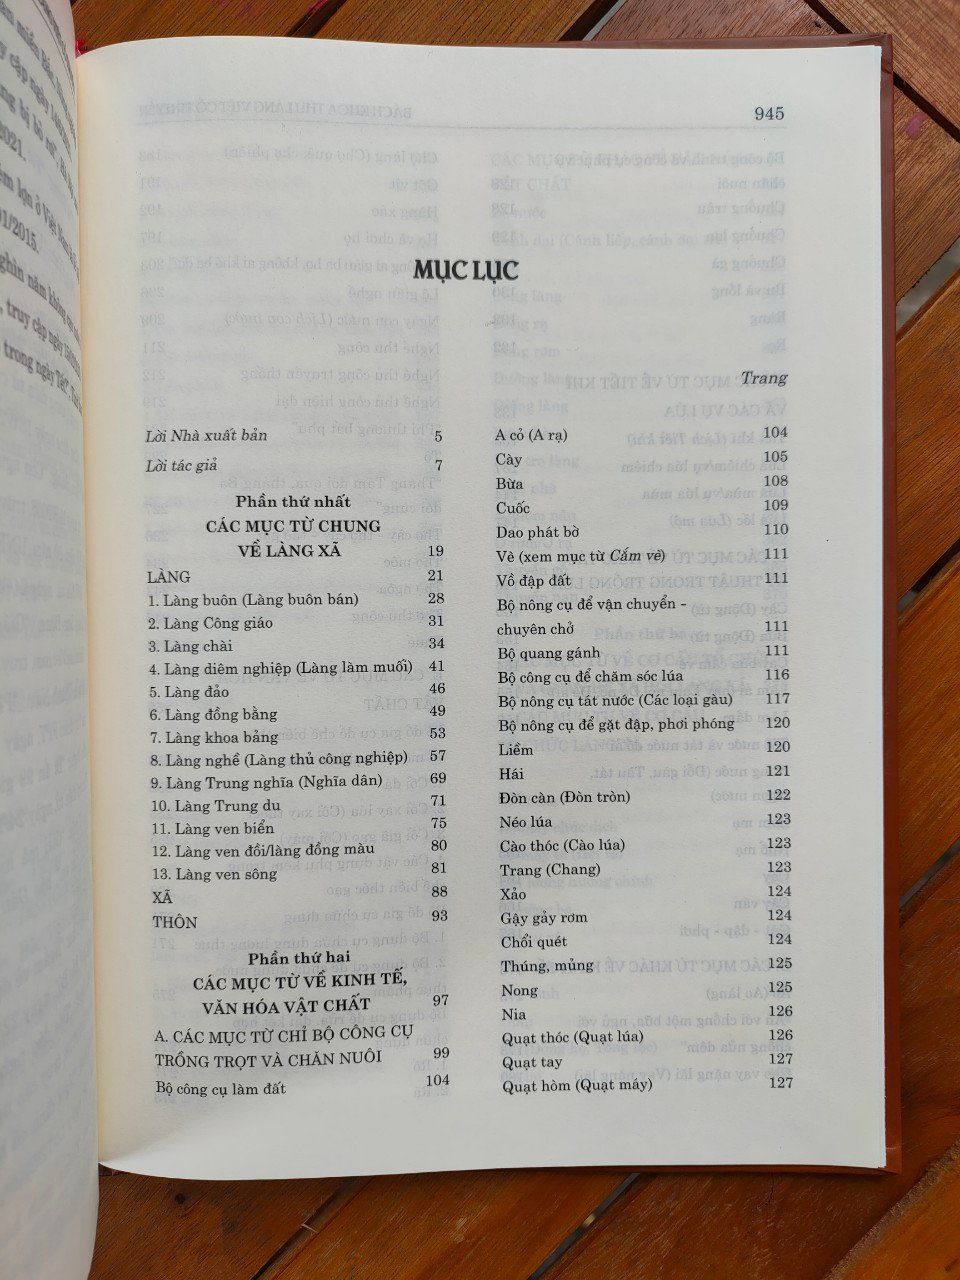 945
MỤC LỤC
Trang
Lời Nhà xuất bản 5
Lời tác giả 7
Phần thứ nhất
CÁC MỤC TỪ CHUNG
VỀ LÀNG XÃ 19
LÀNG 21
1. Làng buôn (Làng buôn bán) 28
2. Làng Công giáo 31
3. Làng chài 34
4. Làng diêm nghiệp (Làng làm muối) 41
5. Làng đảo 46
6. Làng đồng bằng 49
7. Làng khoa bảng 53
8. Làng nghề (Làng thủ công nghiệp) 57
9. Làng Trung nghĩa (Nghĩa dân) 69
10. Làng Trung du 71
11. Làng ven biển 75
12. Làng ven đồi/làng đồng màu 80
13. Làng ven sông 81
XÃ 88
THÔN 93
Phần thứ hai
CÁC MỤC TỪ VỀ KINH TẾ,
VĂN HÓA VẬT CHẤT 97
A. CÁC MỤC TỪ CHỈ BỘ CÔNG CỤ
TRỒNG TRỌT VÀ CHĂN NUÔI 99
Bộ công cụ làm đất 104
A cỏ (A rạ) 104
Cày 105
Bừa 108
Cuốc 109
Dao phát bờ 110
Vè (xem mục từ Cắm vè) 111
Vồ đập đất 111
Bộ nông cụ để vận chuyển -
chuyên chở 111
Bộ quang gánh 111
Bộ công cụ để chăm sóc lúa 116
Bộ nông cụ tát nước (Các loại gàu) 117
Bộ nông cụ để gặt đập, phơi phóng 120
Liềm 120
Hái 121
Đòn càn (Đòn tròn) 122
Néo lúa 123
Cào thóc (Cào lúa) 123
Trang (Chang) 123
Xảo 124
Gậy gảy rơm 124
Chổi quét 124
Thúng, mủng 125
Nong 125
Nia 126
Quạt thóc (Quạt lúa) 126
Quạt tay 127
Quạt hòm (Quạt máy) 127